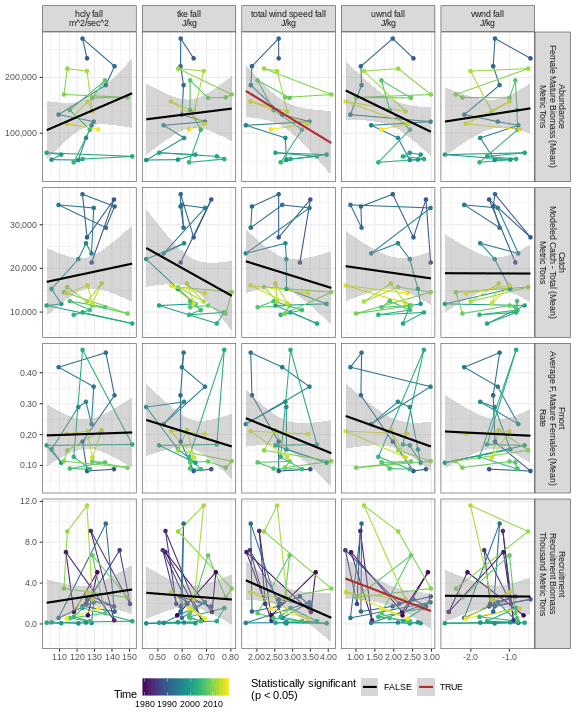 hcly fall
m^2/sec^2
tke fall
J/kg
total wind speed fall
J/kg
uwnd fall
J/kg
vwnd fall
J/kg
200,000
100,000
Abundance
Female Mature Biomass (Mean)
Metric Tons
30,000
20,000
10,000
Catch
Modeled Catch - Total (Mean)
Metric Tons
0.40
0.30
0.20
0.10
Fmort
Average F, Mature Females (Mean)
Rate
12.0
8.0
4.0
0.0
Recruitment
Recruitment Biomass
Thousand Metric Tons
110 120 130 140 150
0.50 0.60 0.70 0.80
2.00 2.50 3.00 3.50 4.00
1.00 1.50 2.00 2.50 3.00
-2.0 -1.0
Time
1980 1990 2000 2010
Statistically significant
(p < 0.05)
FALSE
TRUE